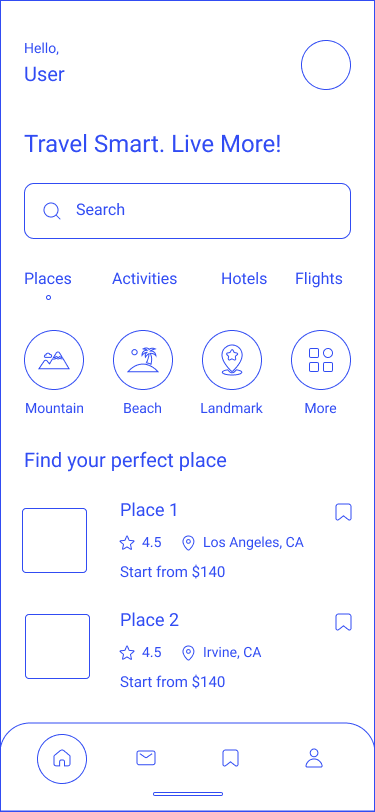 Hello,
User
Travel Smart. Live More!
Search
Places Activities Hotels Flights
Mountain Beach Landmark More
Find your perfect place
Place 1
4.5 Los Angeles, CA
Start from $140
Place 2
4.5 Irvine, CA
Start from $140